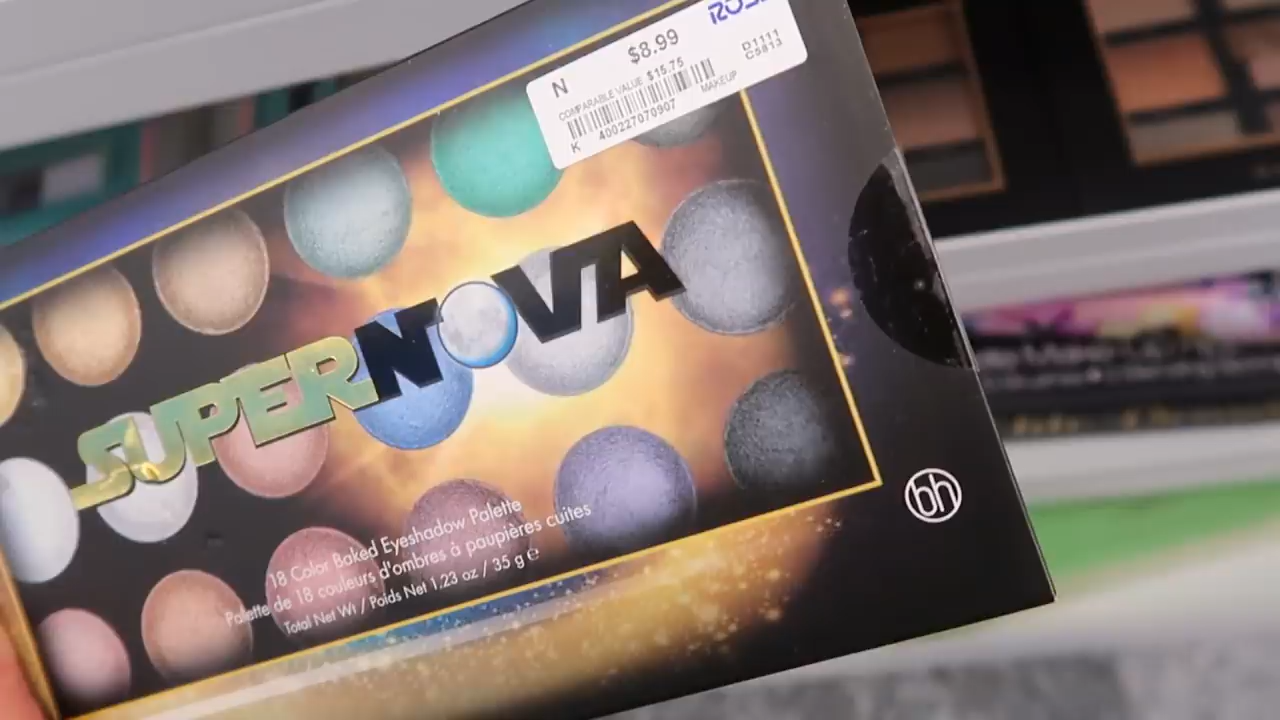 ROSS
$8.99
N
D1111
C5813
COMPARABLE VALUE $15.75
MAKEUP
K 400227070907
SUPERNOVA
bh
18 Color Baked Eyeshadow Palette
Palette de 18 couleurs d'ombres à paupières cuites
Total Net Wt / Poids Net 1,23 oz / 35 g e